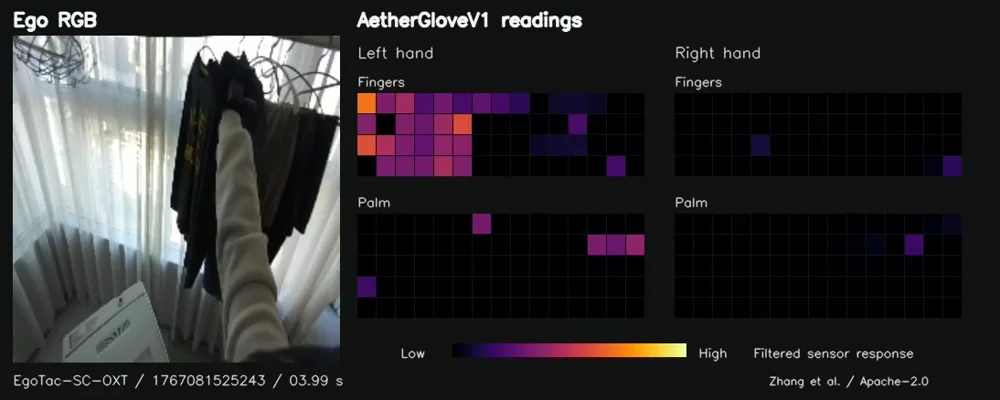 Ego RGB
AetherGloveV1 readings
Left hand
Right hand
Fingers
Fingers
Palm
Palm
Low
High
Filtered sensor response
EgoTac-SC-OXT / 1767081525243 / 03.99 s
Zhang et al. / Apache-2.0